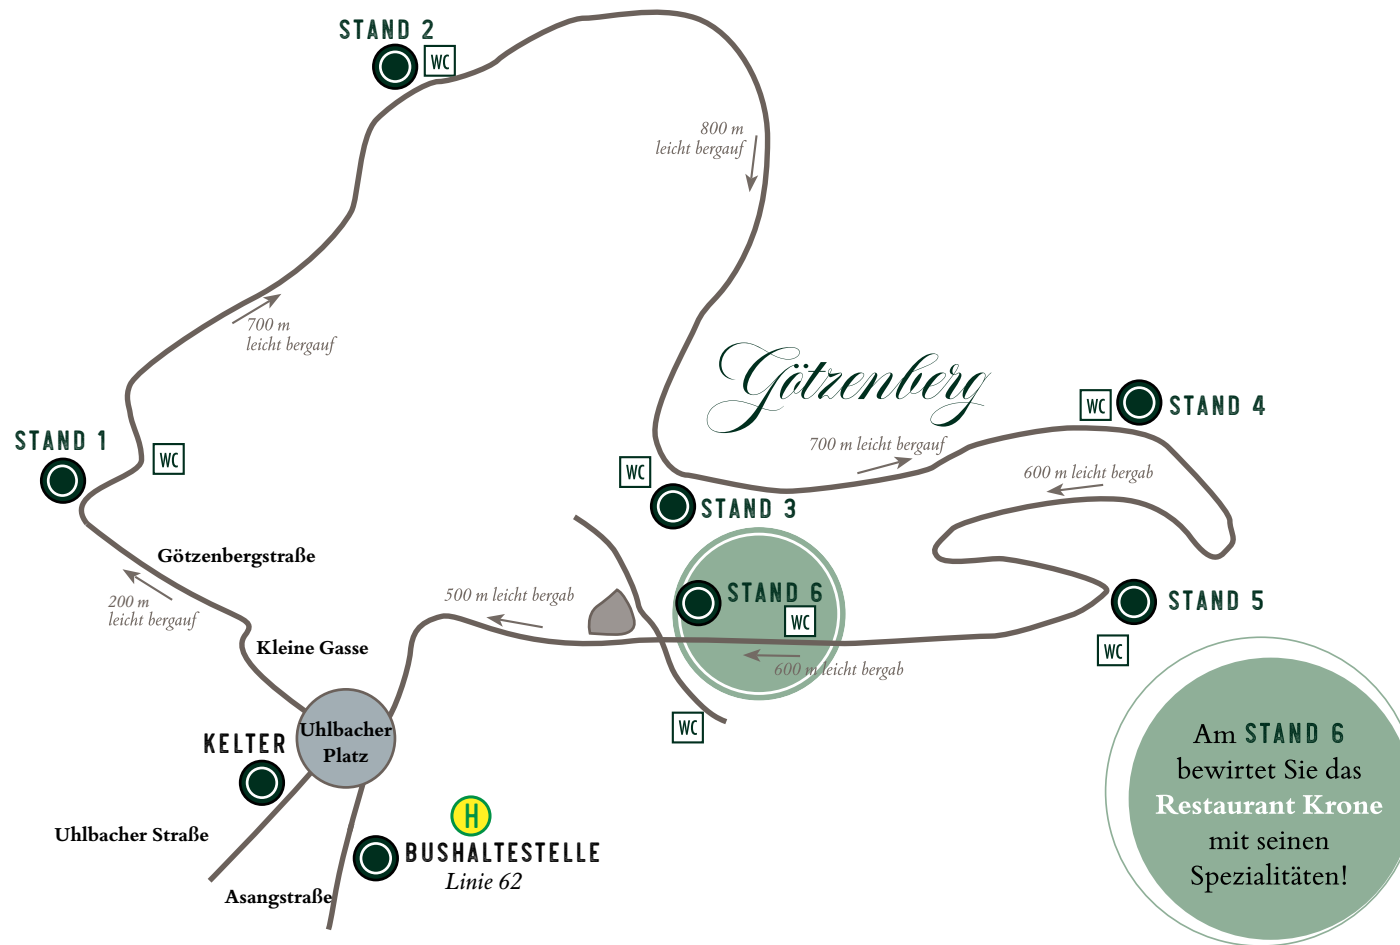 STAND 2
WC
800 m
leicht bergauf
700 m
leicht bergauf
Götzenberg
STAND 1
WC
WC
STAND 4
700 m leicht bergauf
600 m leicht bergab
WC
STAND 3
Götzenbergstraße
200 m
leicht bergauf
500 m leicht bergab
STAND 6
WC
STAND 5
WC
Kleine Gasse
600 m leicht bergab
WC
KELTER
Uhlbacher
Platz
Uhlbacher Straße
H
BUSHALTESTELLE
Linie 62
Asangstraße
Am STAND 6
bewirtet Sie das
Restaurant Krone
mit seinen
Spezialitäten!